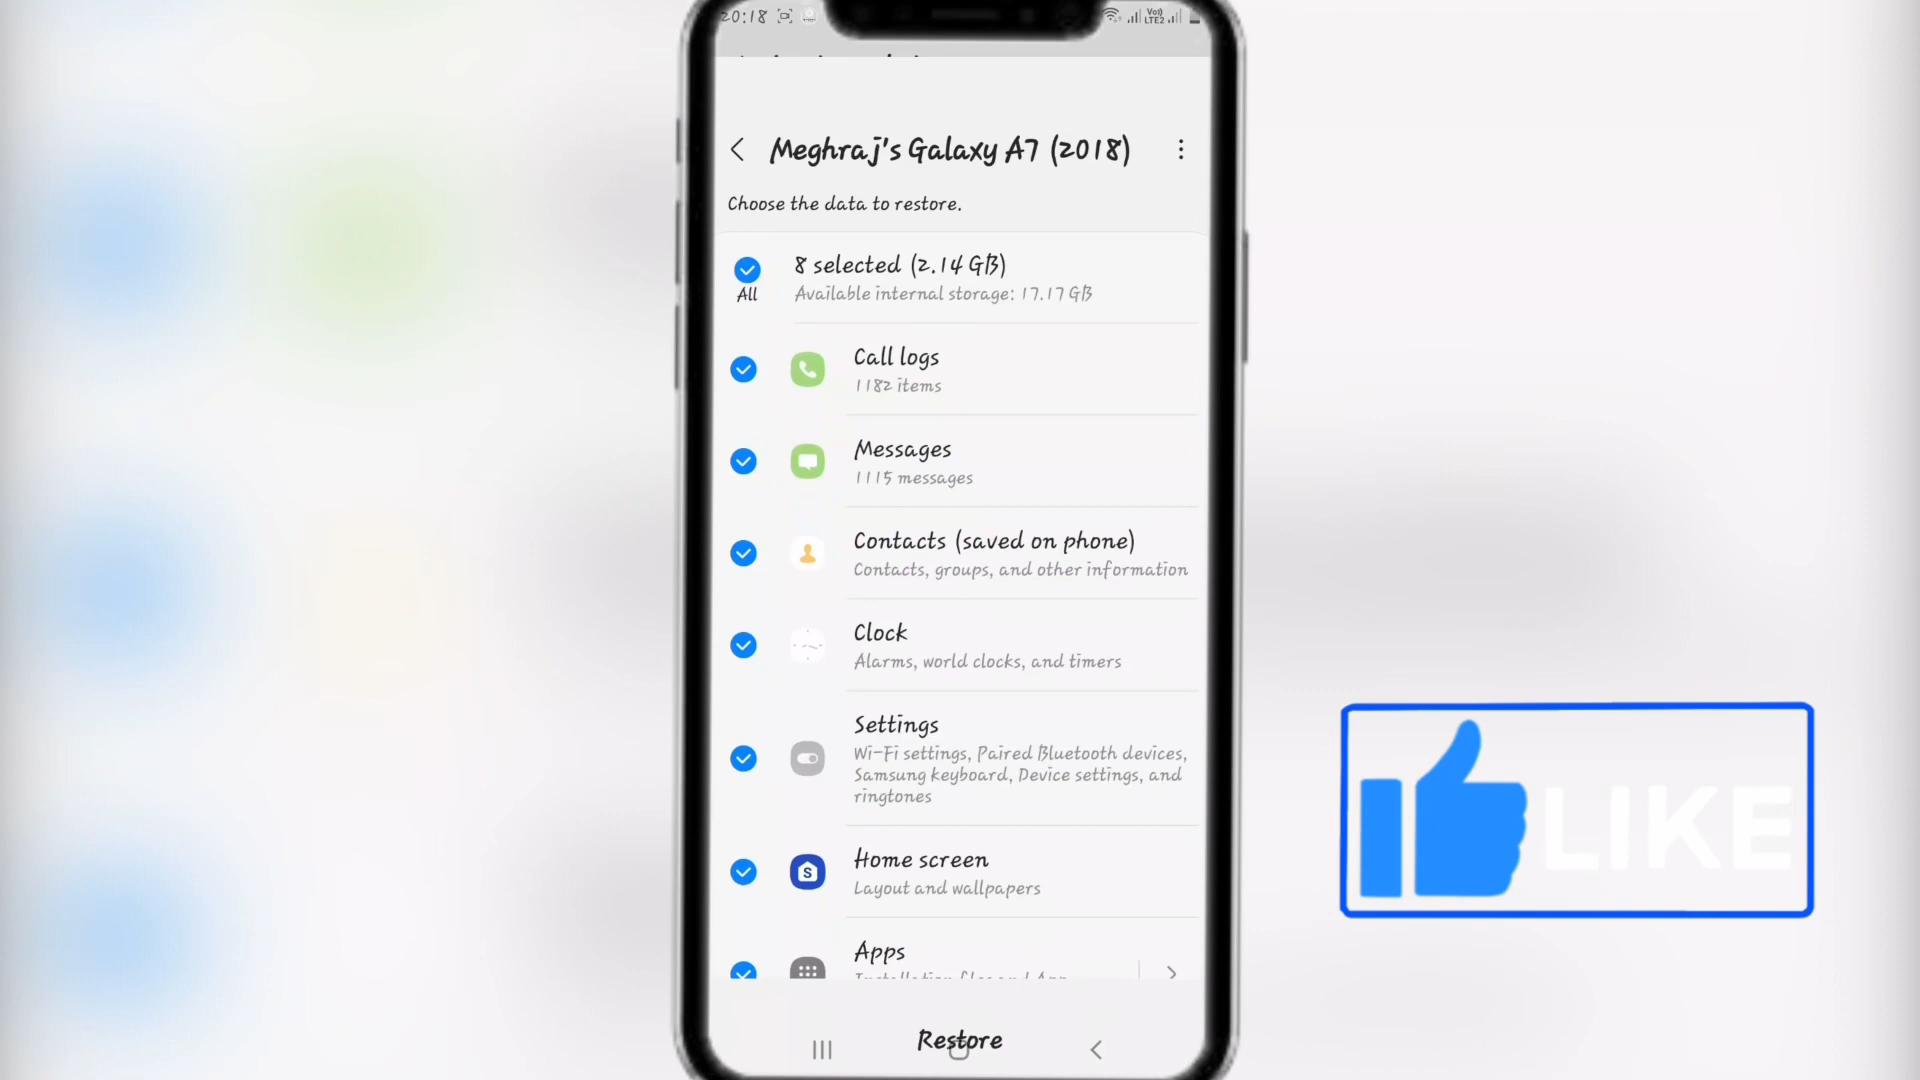 20:18
Vo)) LTE2
Meghraj's Galaxy A7 (2018)
Choose the data to restore.
8 selected (2.14 GB)
All
Available internal storage: 17.17 GB
Call logs
1182 items
Messages
1115 messages
Contacts (saved on phone)
Contacts, groups, and other information
Clock
Alarms, world clocks, and timers
Settings
Wi-Fi settings, Paired Bluetooth devices,
Samsung keyboard, Device settings, and
ringtones
Home screen
Layout and wallpapers
Apps
Restore
LIKE